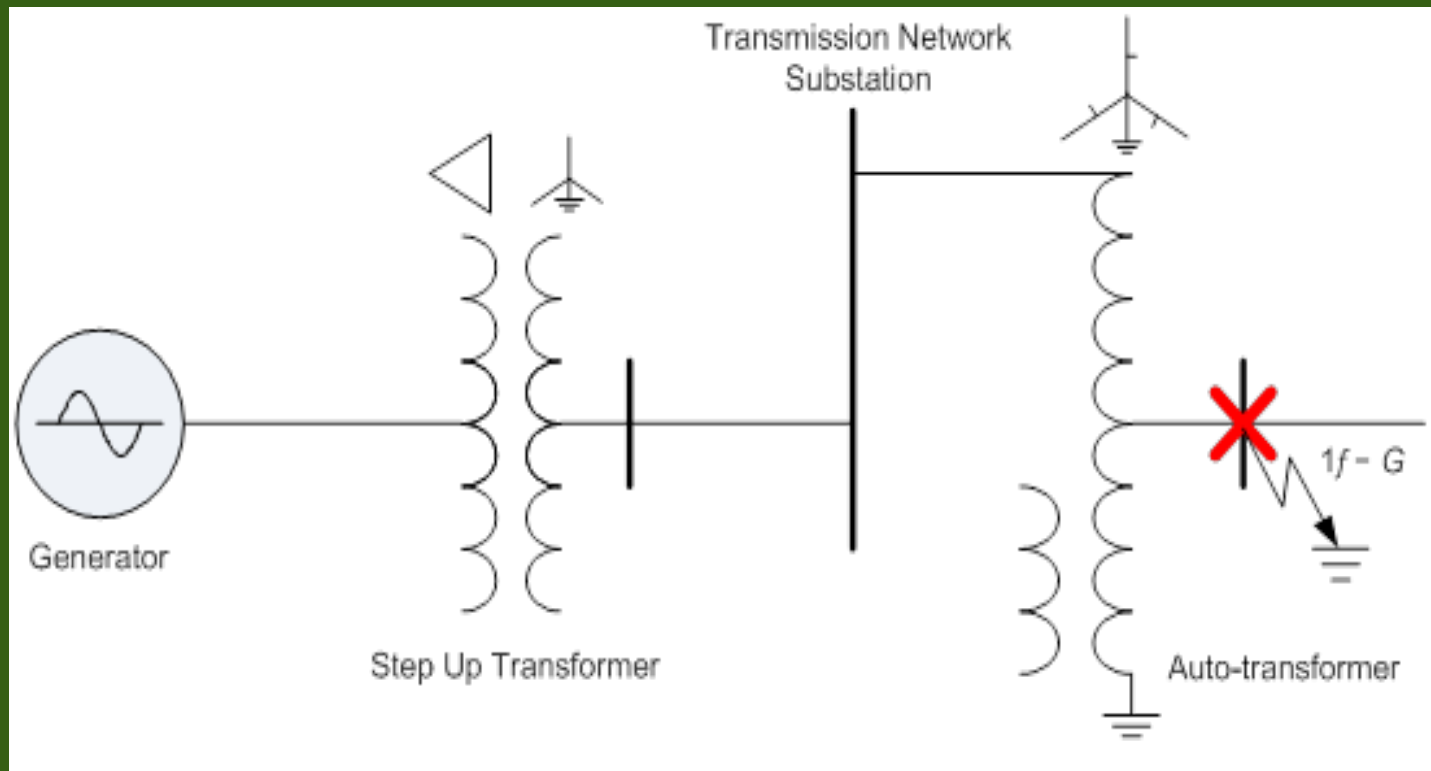 Transmission Network
Substation
1f - G
Generator
Step Up Transformer
Auto-transformer